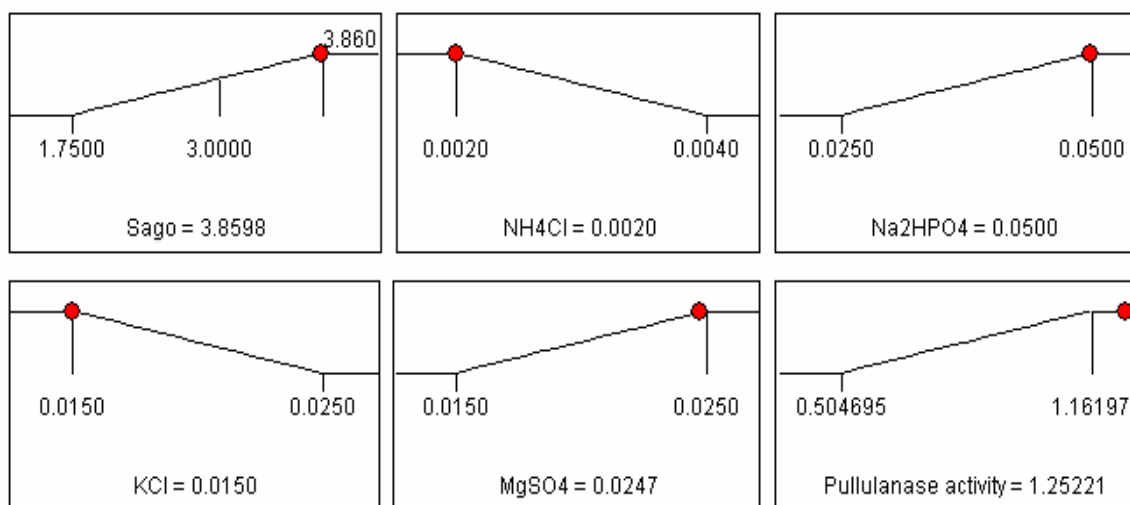 3.860
1.7500 3.0000
Sago = 3.8598
0.0020 0.0040
NH4Cl = 0.0020
0.0250 0.0500
Na2HPO4 = 0.0500
0.0150 0.0250
KCl = 0.0150
0.0150 0.0250
MgSO4 = 0.0247
0.504695 1.16197
Pullulanase activity = 1.25221